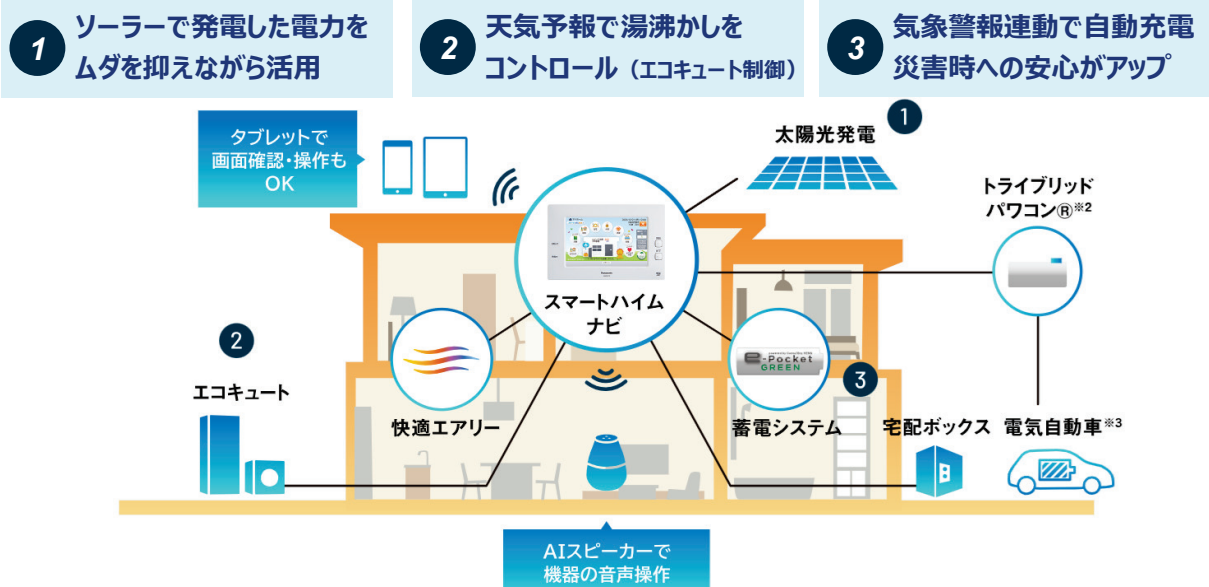 1
ソーラーで発電した電力を
ムダを抑えながら活用
2
天気予報で湯沸かしを
コントロール（エコキュート制御）
3
気象警報連動で自動充電
災害時への安心がアップ
タブレットで
画面確認・操作も
OK
太陽光発電
1
トライブリッド
パワコン®※2
スマートハイム
ナビ
2
エコキュート
快適エアリー
e-Pocket
GREEN
3
蓄電システム
宅配ボックス
電気自動車※3
AIスピーカーで
機器の音声操作